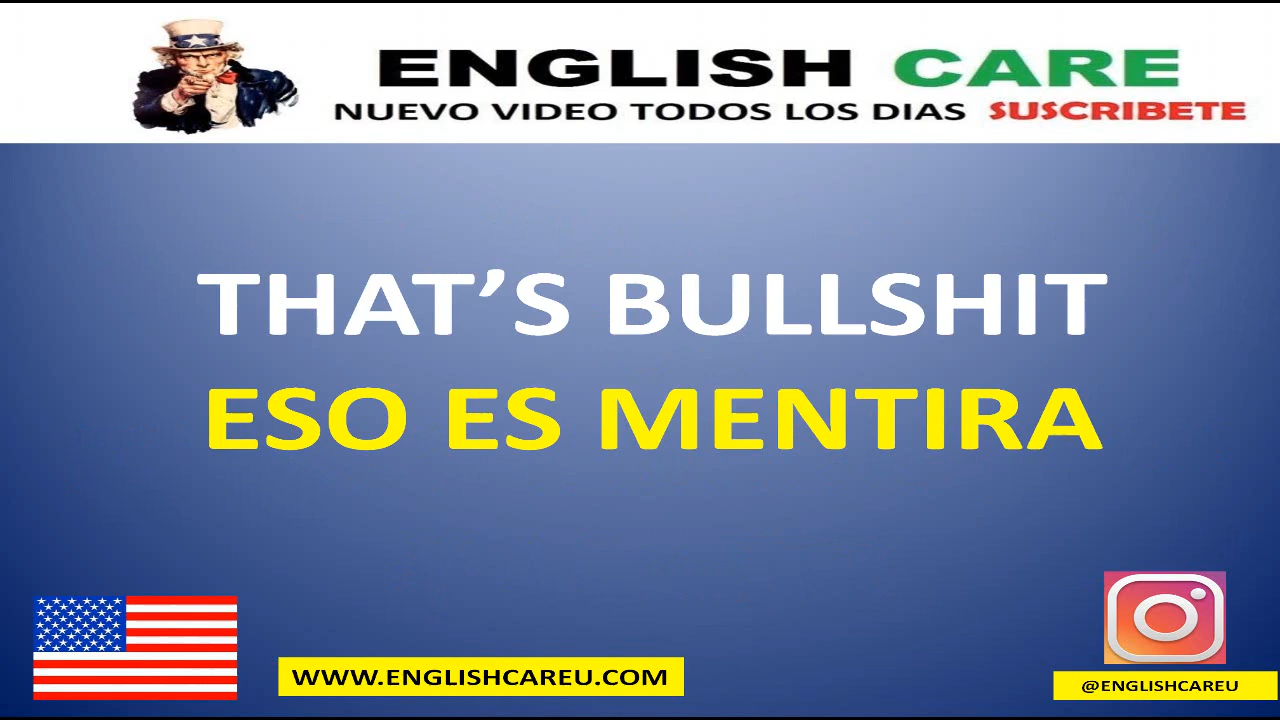 ENGLISH CARE
NUEVO VIDEO TODOS LOS DIAS SUSCRIBETE
THAT’S BULLSHIT
ESO ES MENTIRA
WWW.ENGLISHCAREU.COM
@ENGLISHCAREU